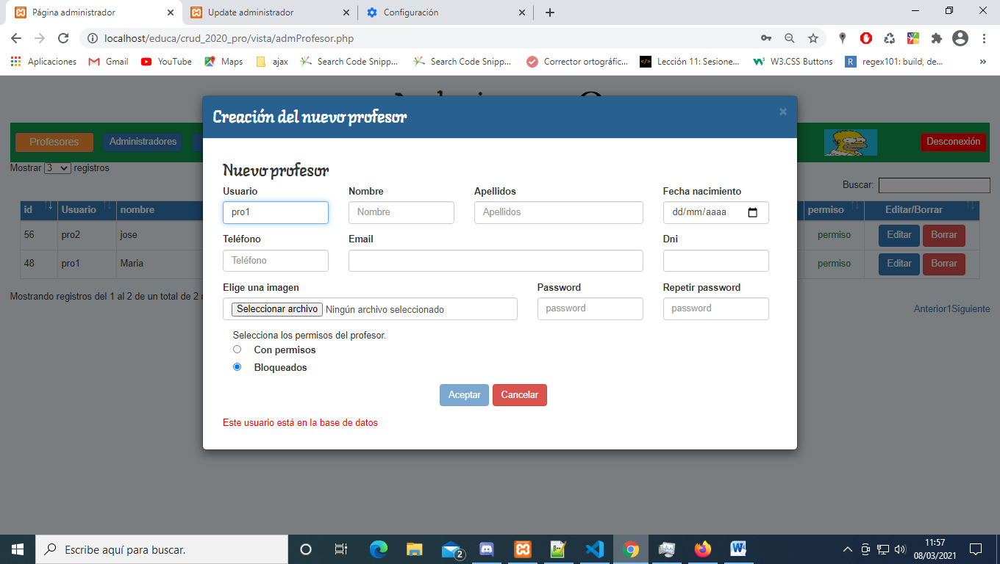 Página administrador
Update administrador
Configuración
localhost/educa/crud_2020_pro/vista/admProfesor.php
Aplicaciones
Gmail
YouTube
Maps
ajax
Search Code Snipp...
Search Code Snipp...
Corrector ortográfic...
Lección 11: Sesione...
W3.CSS Buttons
regex101: build, de...
Creación del nuevo profesor
Profesores
Administradores
Desconexión
Mostrar 3 registros
Buscar:
id Usuario nombre permiso Editar/Borrar
56 pro2 jose permiso Editar Borrar
48 pro1 Maria permiso Editar Borrar
Mostrando registros del 1 al 2 de un total de 2
Anterior1Siguiente
Nuevo profesor
Usuario Nombre Apellidos Fecha nacimiento
pro1 Nombre Apellidos dd/mm/aaaa
Teléfono Email Dni
Teléfono
Elige una imagen Password Repetir password
Seleccionar archivo Ningún archivo seleccionado password password
Selecciona los permisos del profesor.
Con permisos
Bloqueados
Aceptar Cancelar
Este usuario está en la base de datos
Escribe aquí para buscar.
2
11:57
08/03/2021